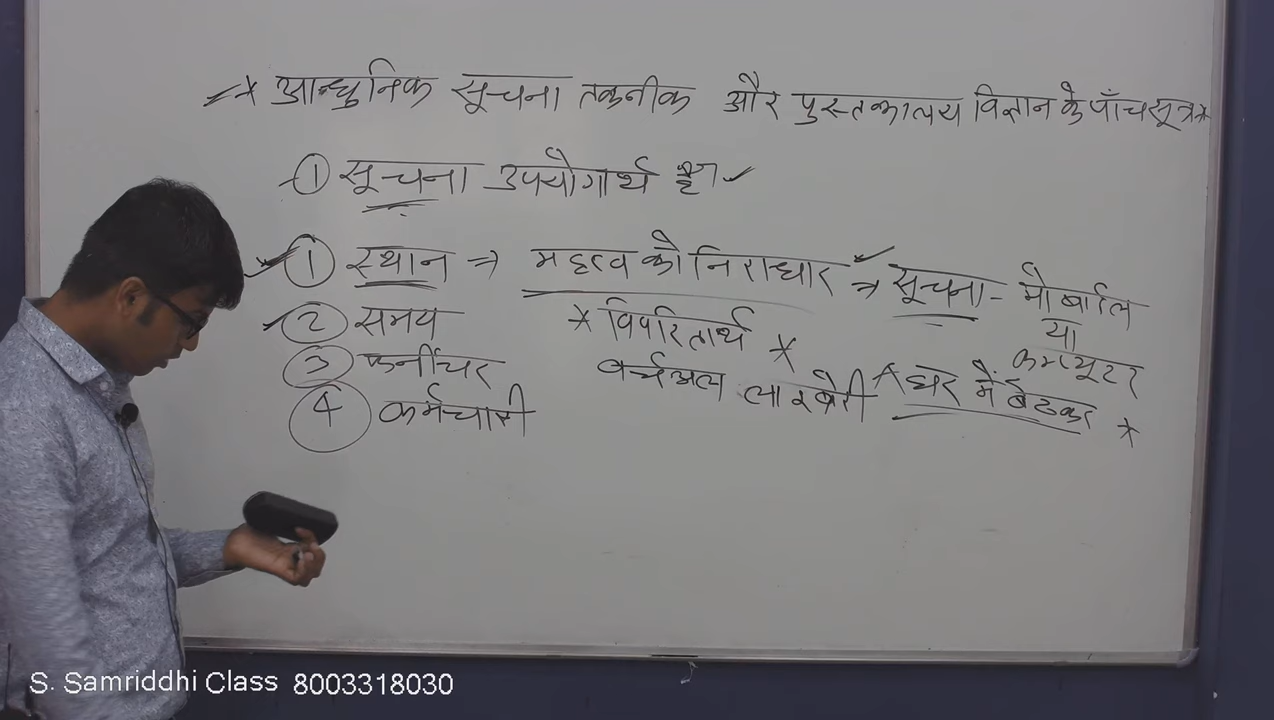 * आधुनिक सूचना तकनीक और पुस्तकालय विज्ञान के पाँच सूत्र *
① सूचना उपयोगार्थ है
① स्थान ⇒ महत्व को निराधार ⇒ सूचना - मोबाईल
या
कम्प्यूटर
② समय * विपरितार्थ *
③ फर्नीचर वर्चुअल लाइब्रेरी * घर में बैठकर *
④ कर्मचारी
S. Samriddhi Class 8003318030